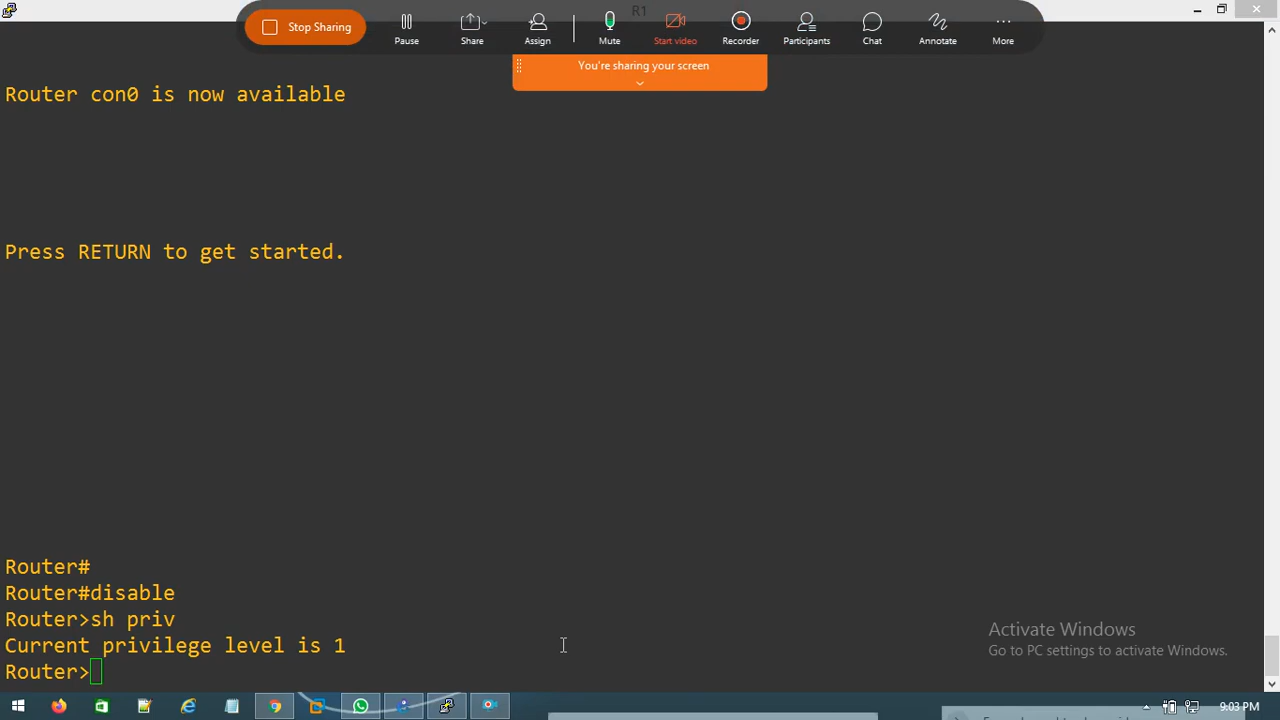 R1
Stop Sharing
Pause
Share
Assign
Mute
Start video
Recorder
Participants
Chat
Annotate
More
You're sharing your screen
Router con0 is now available
Press RETURN to get started.
Router#
Router#disable
Router>sh priv
Current privilege level is 1
Router>
Activate Windows
Go to PC settings to activate Windows.
9:03 PM